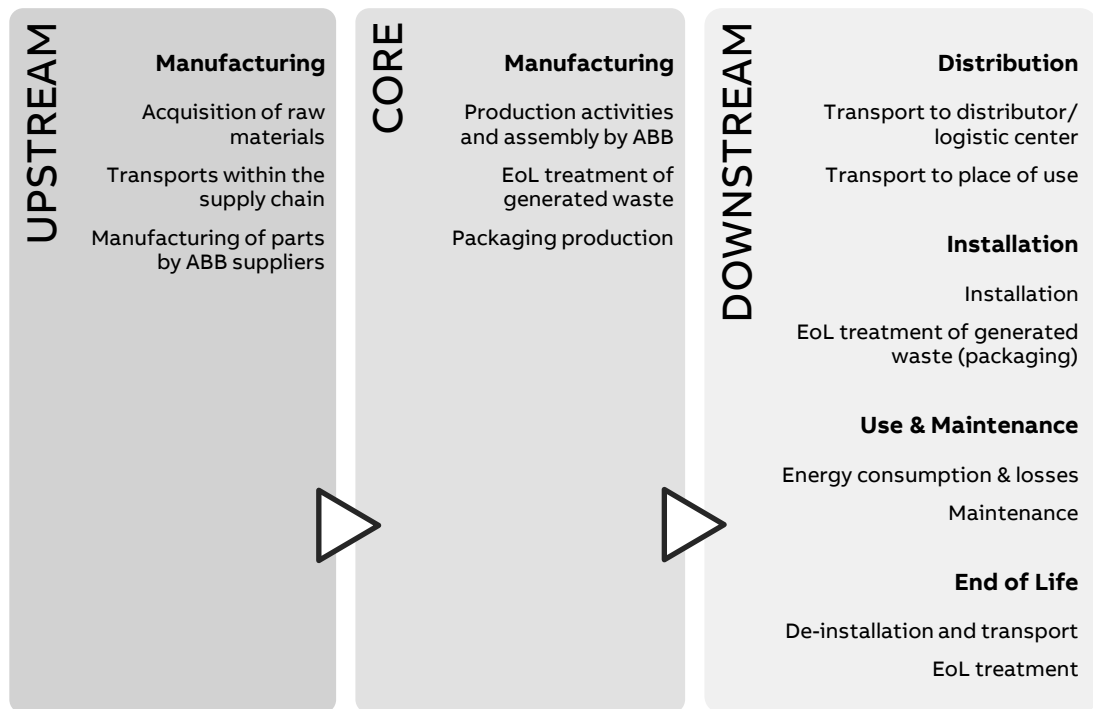 UPSTREAM
Manufacturing
Acquisition of raw
materials
Transports within the
supply chain
Manufacturing of parts
by ABB suppliers
CORE
Manufacturing
Production activities
and assembly by ABB
EoL treatment of
generated waste
Packaging production
DOWNSTREAM
Distribution
Transport to distributor/
logistic center
Transport to place of use
Installation
Installation
EoL treatment of generated
waste (packaging)
Use & Maintenance
Energy consumption & losses
Maintenance
End of Life
De-installation and transport
EoL treatment